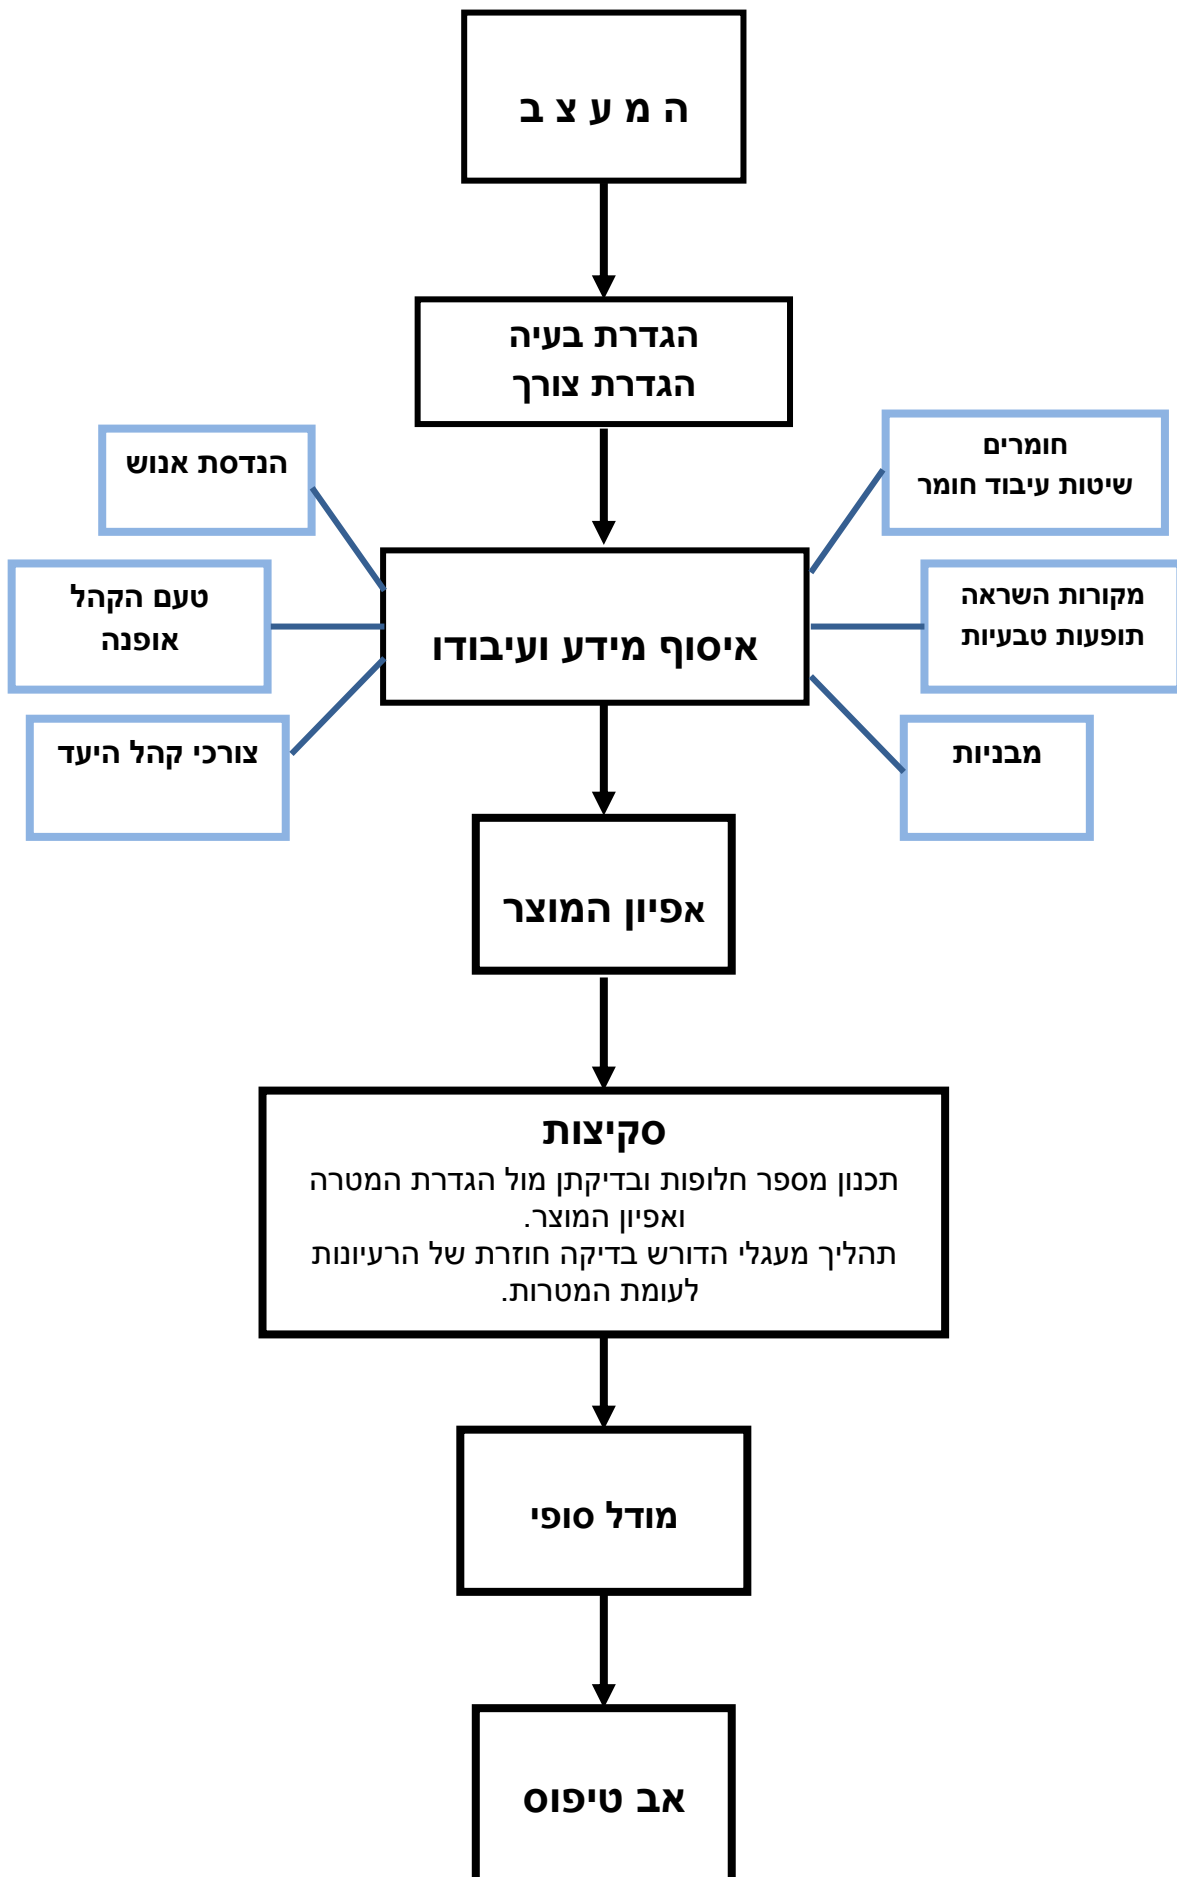 ה מ ע צ ב
הגדרת בעיה
הגדרת צורך
חומרים
שיטות עיבוד חומר
הנדסת אנוש
מקורות השראה
תופעות טבעיות
איסוף מידע ועיבודו
טעם הקהל
אופנה
מבניות
צורכי קהל היעד
אפיון המוצר
סקיצות
תכנון מספר חלופות ובדיקתן מול הגדרת המטרה
ואפיון המוצר.
תהליך מעגלי הדורש בדיקה חוזרת של הרעיונות
לעומת המטרות.
מודל סופי
אב טיפוס